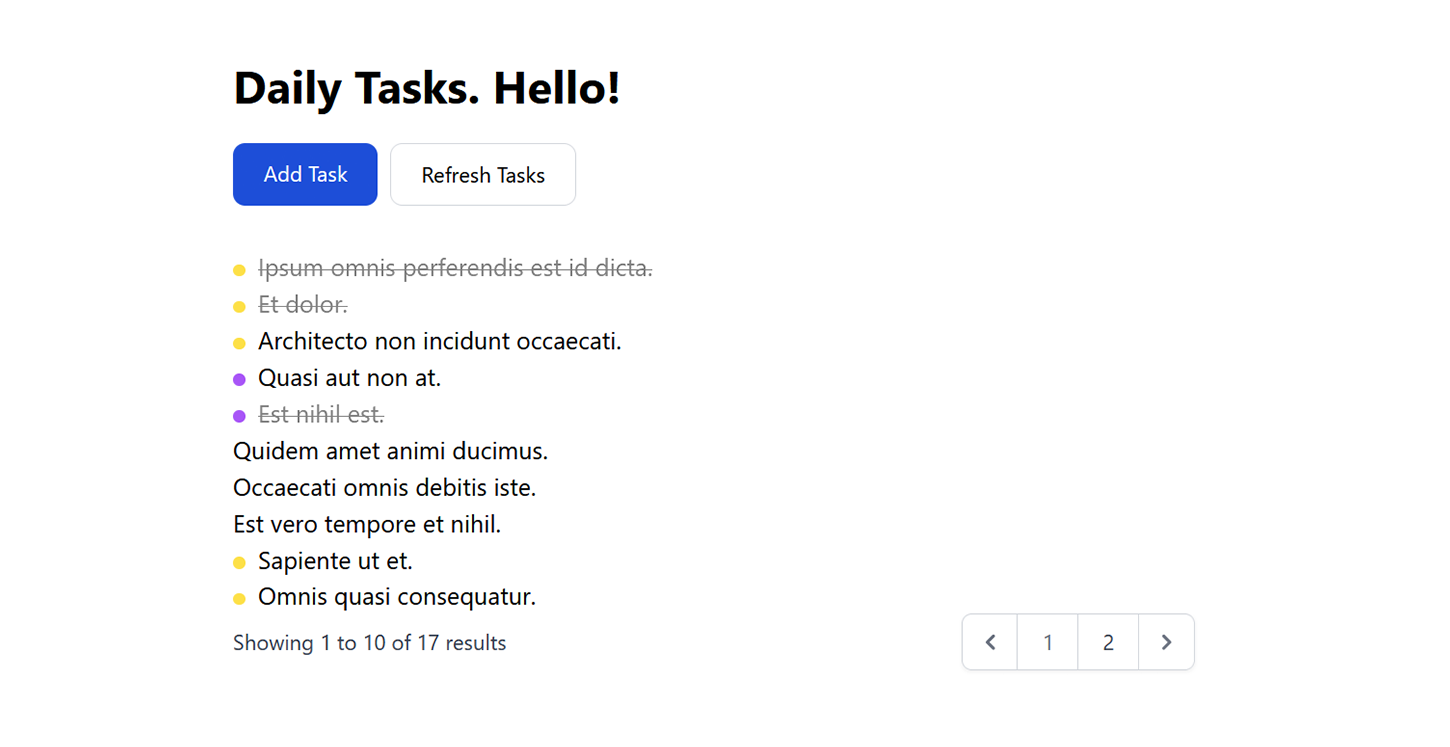 Daily Tasks. Hello!
Add Task
Refresh Tasks
Ipsum omnis perferendis est id dicta.
Et dolor.
Architecto non incidunt occaecati.
Quasi aut non at.
Est nihil est.
Quidem amet animi ducimus.
Occaecati omnis debitis iste.
Est vero tempore et nihil.
Sapiente ut et.
Omnis quasi consequatur.
Showing 1 to 10 of 17 results
1
2